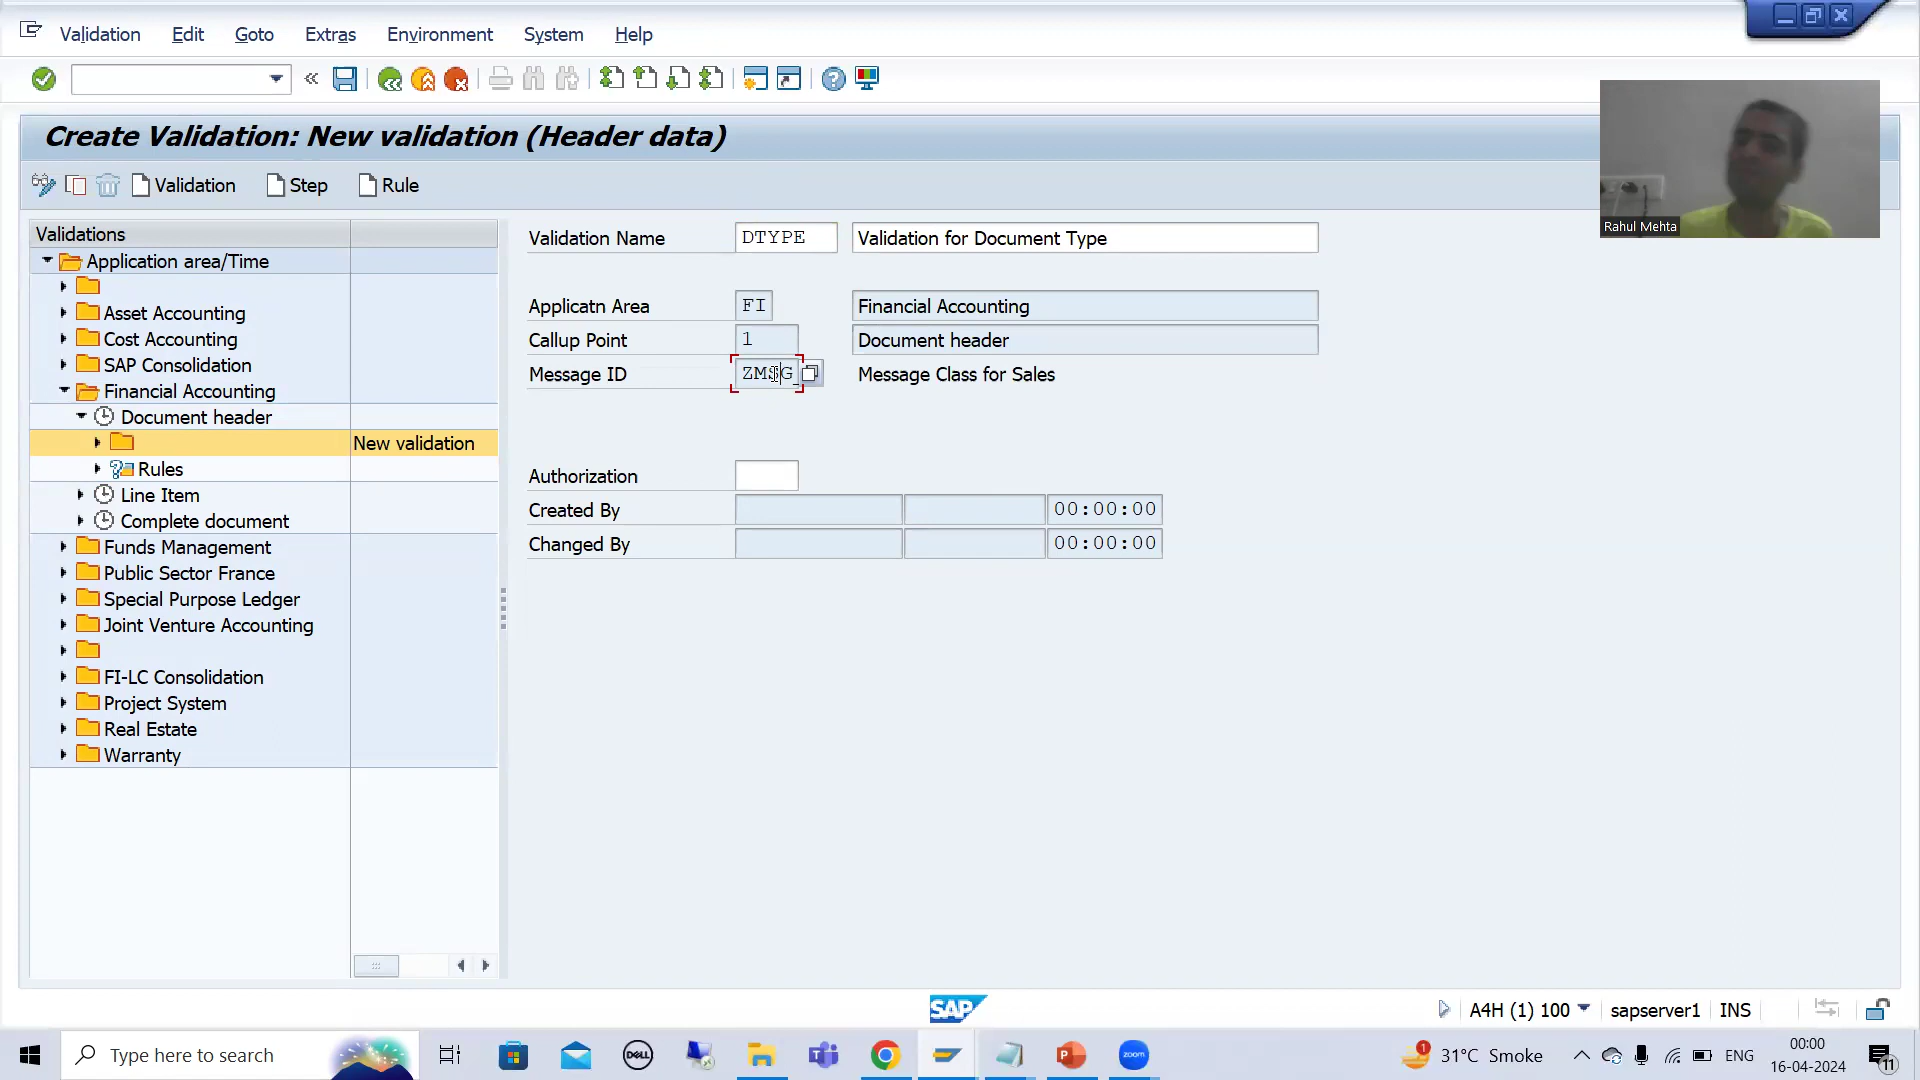 Validation Edit Goto Extras Environment System Help
Create Validation: New validation (Header data)
Validation Step Rule
Validations
Application area/Time
Asset Accounting
Cost Accounting
SAP Consolidation
Financial Accounting
Document header
New validation
Rules
Line Item
Complete document
Funds Management
Public Sector France
Special Purpose Ledger
Joint Venture Accounting
FI-LC Consolidation
Project System
Real Estate
Warranty
Validation Name DTYPE Validation for Document Type
Applicatn Area FI Financial Accounting
Callup Point 1 Document header
Message ID ZMSG_ Message Class for Sales
Authorization
Created By 00:00:00
Changed By 00:00:00
Rahul Mehta
SAP
A4H (1) 100 sapserver1 INS
Type here to search
DELL
zoom
1
31°C Smoke
ENG
00:00
16-04-2024
11